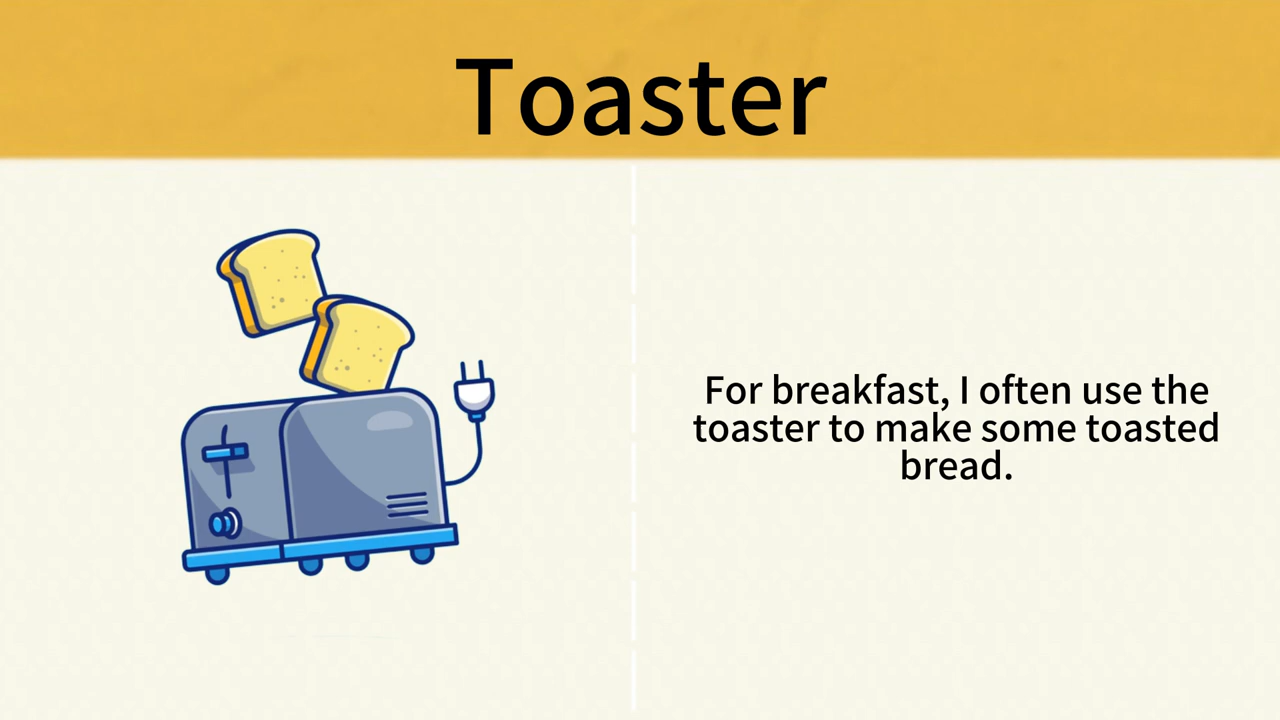 Toaster
For breakfast, I often use the
toaster to make some toasted
bread.